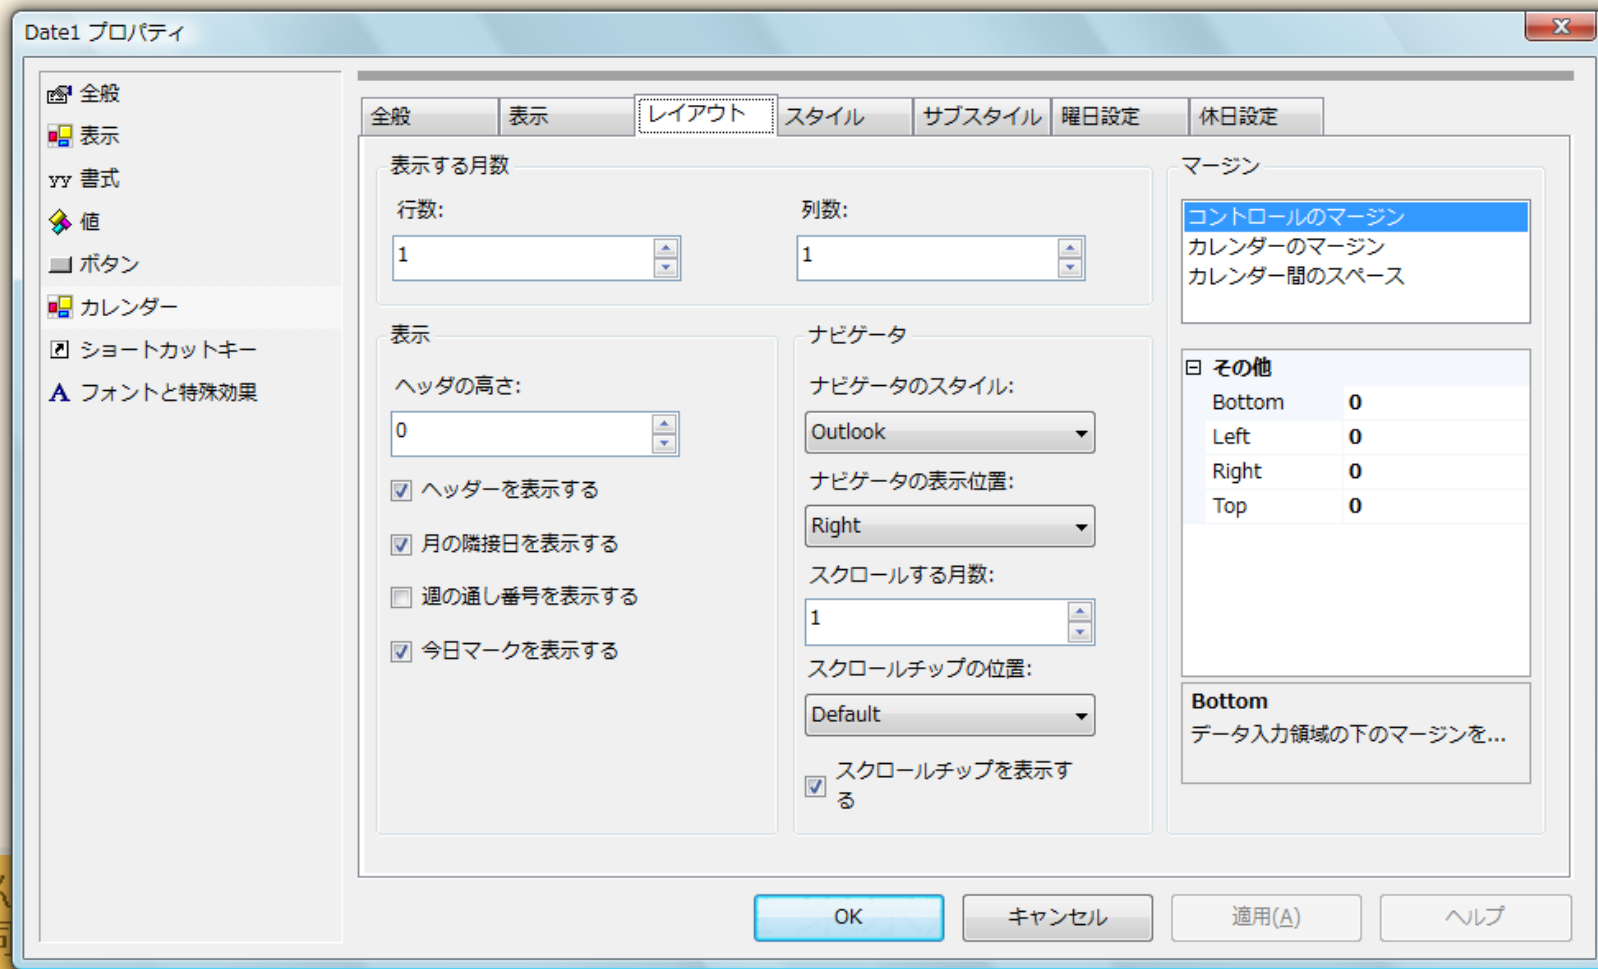 Date1 プロパティ
全般
表示
書式
値
ボタン
カレンダー
ショートカットキー
フォントと特殊効果
全般
表示
レイアウト
スタイル
サブスタイル
曜日設定
休日設定
表示する月数
行数:
1
列数:
1
表示
ヘッダの高さ:
0
ヘッダーを表示する
月の隣接日を表示する
週の通し番号を表示する
今日マークを表示する
ナビゲータ
ナビゲータのスタイル:
Outlook
ナビゲータの表示位置:
Right
スクロールする月数:
1
スクロールチップの位置:
Default
スクロールチップを表示す
る
マージン
コントロールのマージン
カレンダーのマージン
カレンダー間のスペース
その他
Bottom 0
Left 0
Right 0
Top 0
Bottom
データ入力領域の下のマージンを...
OK
キャンセル
適用(A)
ヘルプ